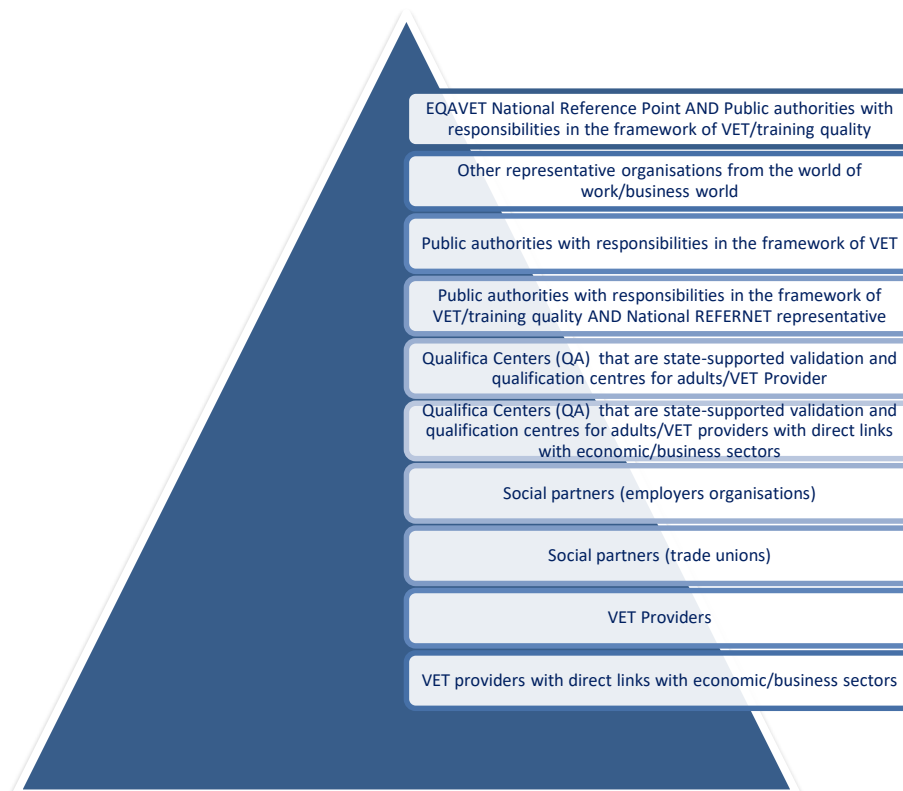 EQAVET National Reference Point AND Public authorities with
responsibilities in the framework of VET/training quality
Other representative organisations from the world of
work/business world
Public authorities with responsibilities in the framework of VET
Public authorities with responsibilities in the framework of
VET/training quality AND National REFERNET representative
Qualifica Centers (QA) that are state-supported validation and
qualification centres for adults/VET Provider
Qualifica Centers (QA) that are state-supported validation and
qualification centres for adults/VET providers with direct links
with economic/business sectors
Social partners (employers organisations)
Social partners (trade unions)
VET Providers
VET providers with direct links with economic/business sectors